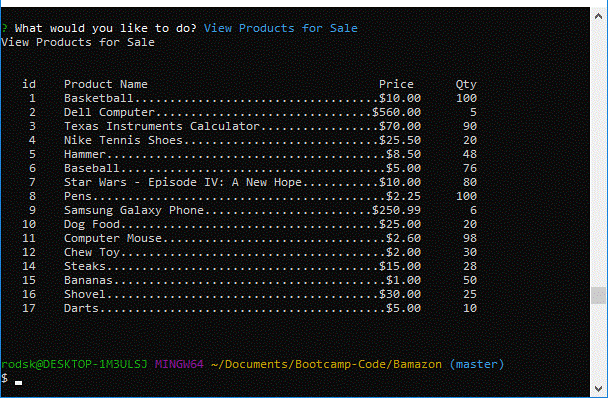 ? What would you like to do? View Products for Sale
View Products for Sale
id Product Name Price Qty
1 Basketball...................................$10.00 100
2 Dell Computer...............................$560.00 5
3 Texas Instruments Calculator.................$70.00 90
4 Nike Tennis Shoes............................$25.50 20
5 Hammer........................................$8.50 48
6 Baseball......................................$5.00 76
7 Star Wars - Episode IV: A New Hope...........$10.00 80
8 Pens..........................................$2.25 100
9 Samsung Galaxy Phone........................$250.99 6
10 Dog Food.....................................$25.00 20
11 Computer Mouse................................$2.60 98
12 Chew Toy......................................$2.00 30
14 Steaks.......................................$15.00 28
15 Bananas.......................................$1.00 50
16 Shovel.......................................$30.00 25
17 Darts.........................................$5.00 10
rodsk@DESKTOP-1M3ULSJ MINGW64 ~/Documents/Bootcamp-Code/Bamazon (master)
$